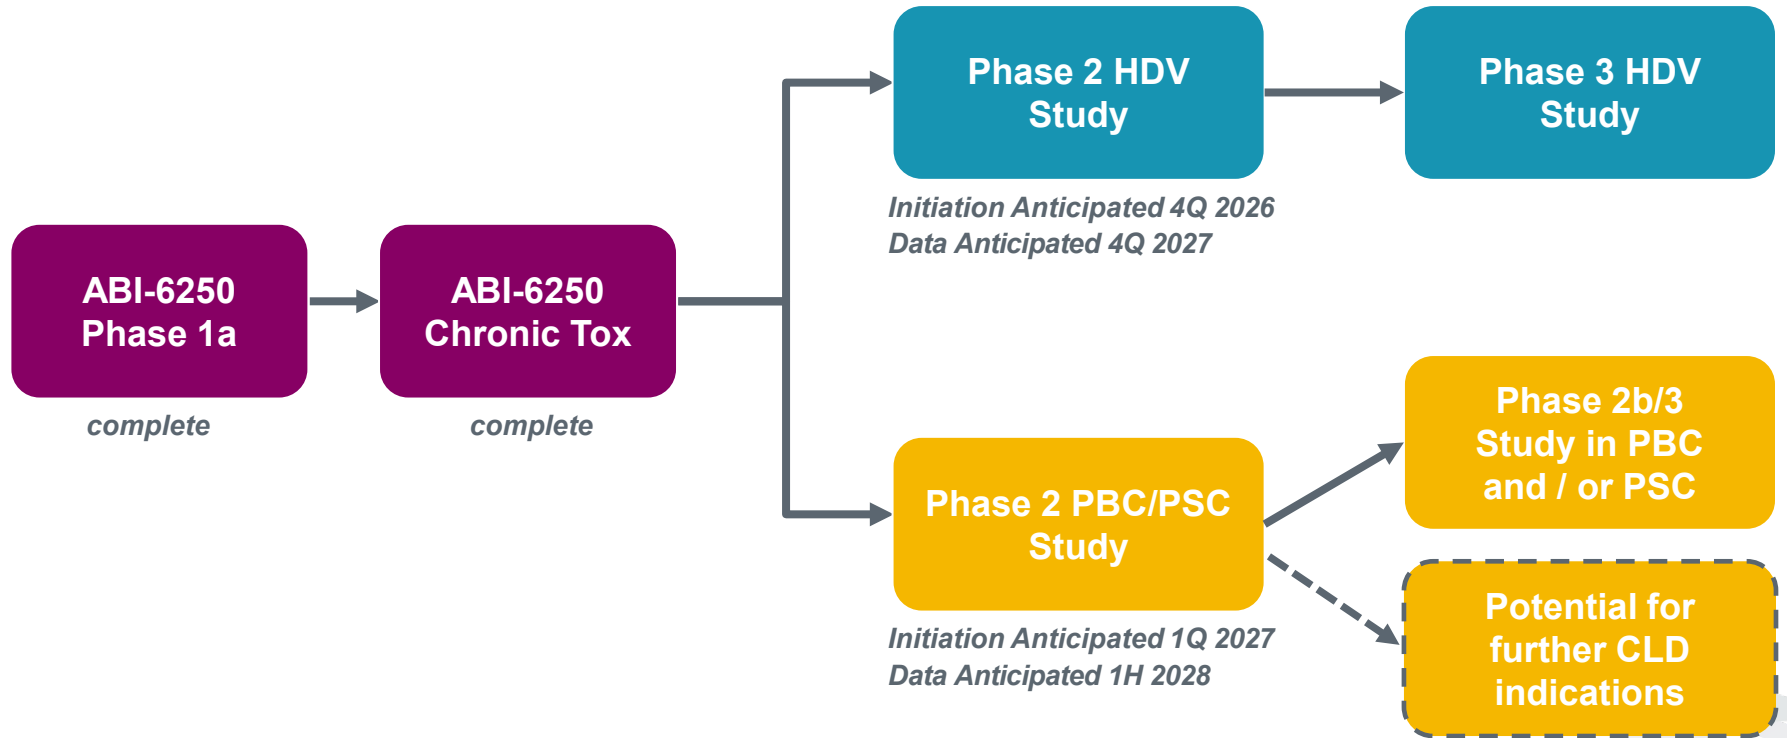 ABI-6250
Phase 1a
complete
ABI-6250
Chronic Tox
complete
Phase 2 HDV
Study
Initiation Anticipated 4Q 2026
Data Anticipated 4Q 2027
Phase 3 HDV
Study
Phase 2 PBC/PSC
Study
Initiation Anticipated 1Q 2027
Data Anticipated 1H 2028
Phase 2b/3
Study in PBC
and / or PSC
Potential for
further CLD
indications